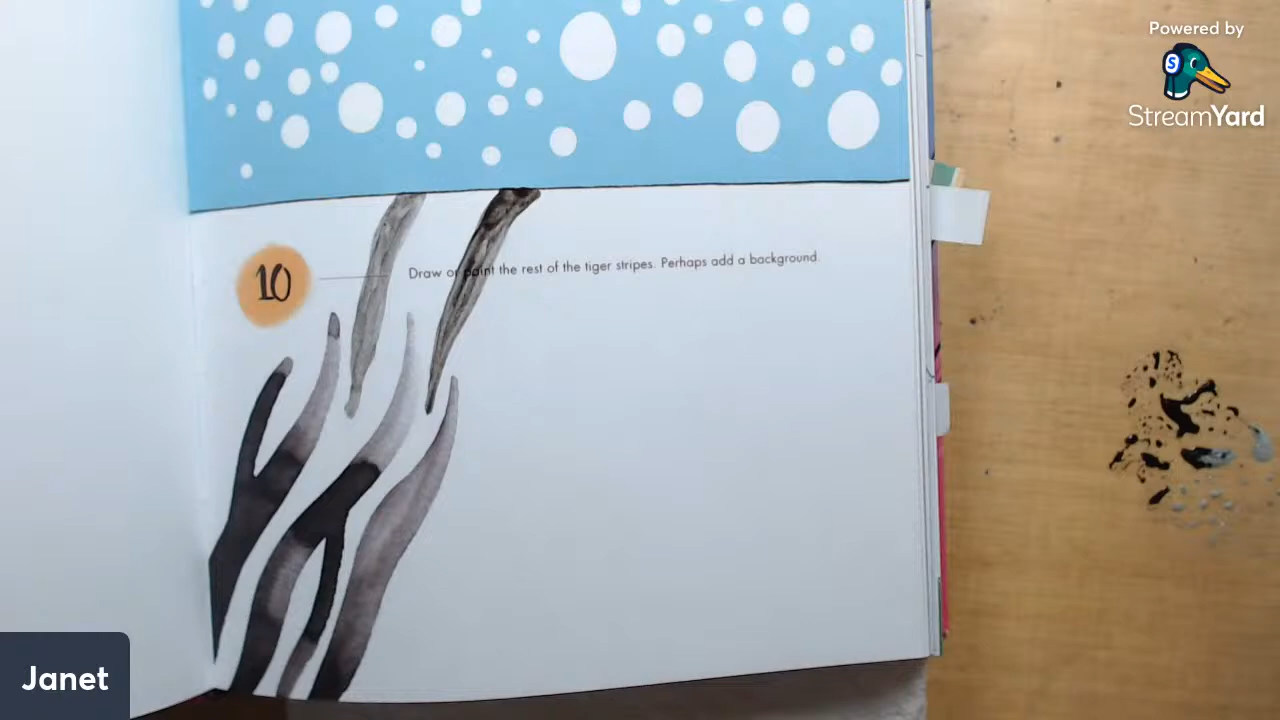 Powered by
StreamYard
10
Draw or paint the rest of the tiger stripes. Perhaps add a background.
Janet